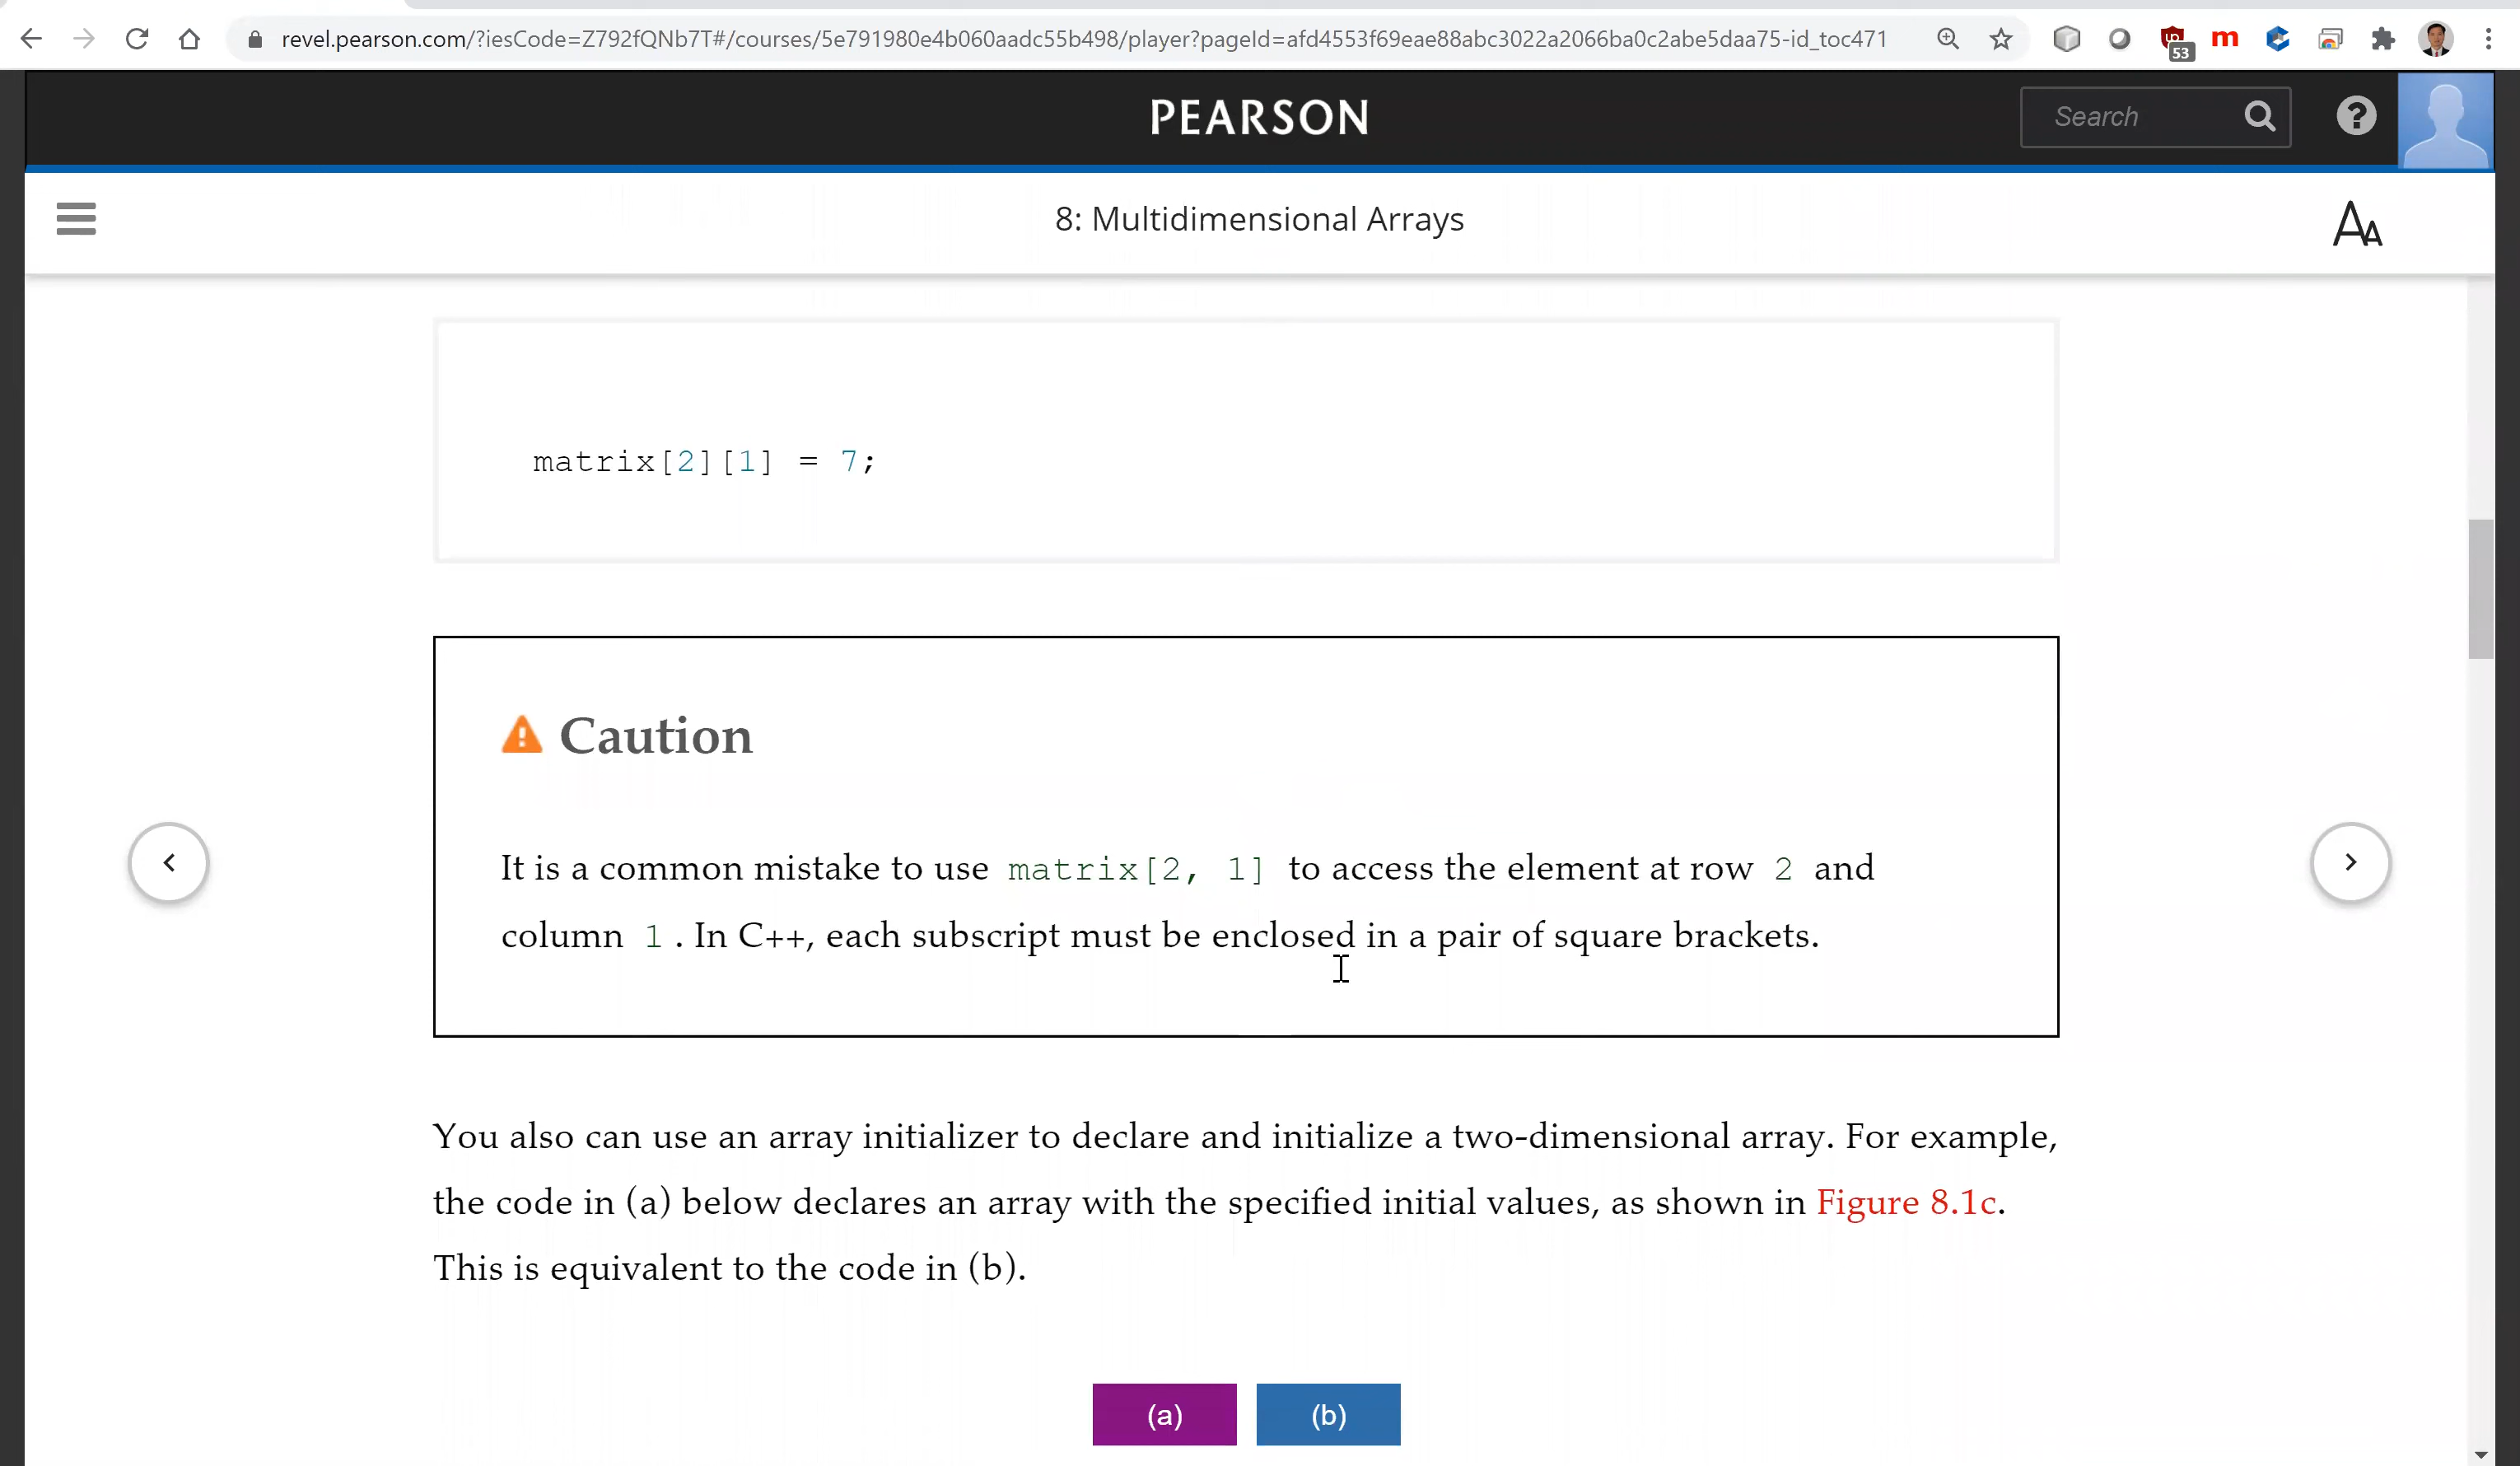 revel.pearson.com/?iesCode=Z792fQNb7T#/courses/5e791980e4b060aadc55b498/player?pageId=afd4553f69eae88abc3022a2066ba0c2abe5daa75-id_toc471
53
m
PEARSON
Search
?
8: Multidimensional Arrays
AA
matrix[2][1] = 7;
Caution
It is a common mistake to use matrix[2, 1] to access the element at row 2 and
column 1 . In C++, each subscript must be enclosed in a pair of square brackets.
You also can use an array initializer to declare and initialize a two-dimensional array. For example,
the code in (a) below declares an array with the specified initial values, as shown in Figure 8.1c.
This is equivalent to the code in (b).
(a) (b)